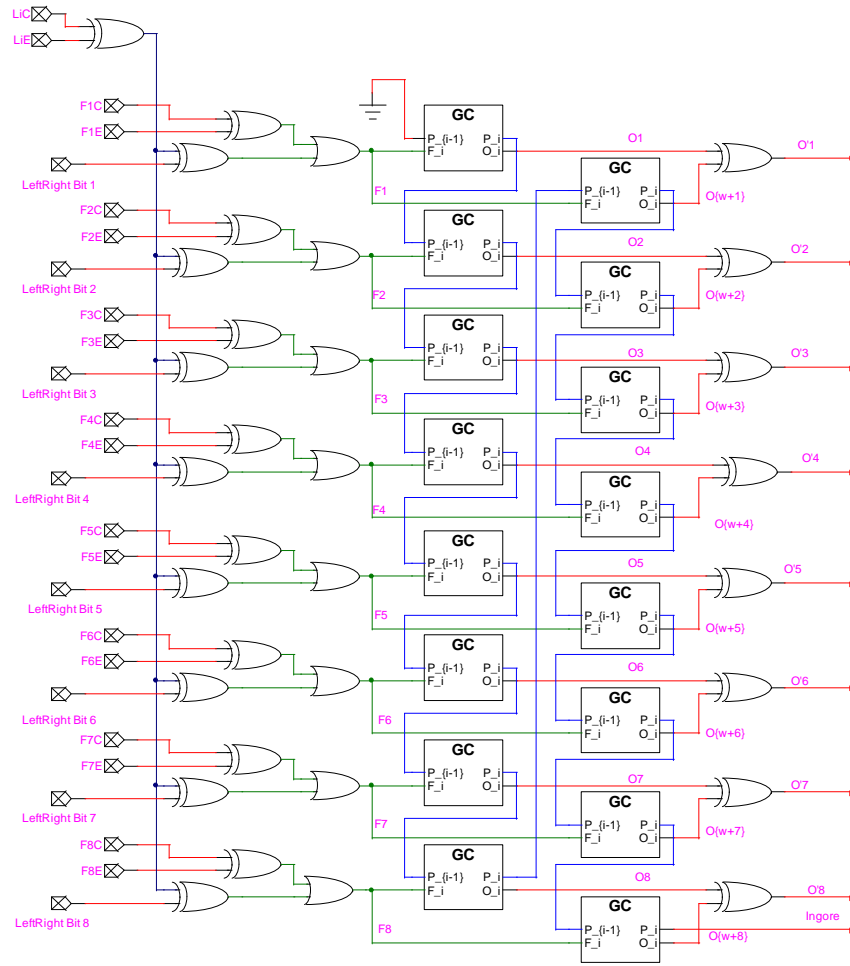 LiC
LiE
F1C
F1E
LeftRight Bit 1
F1
GC
P_{i-1} P_i
F_i O_i
O1
O'1
GC
P_{i-1} P_i
F_i O_i
O{w+1}
F2C
F2E
LeftRight Bit 2
F2
GC
P_{i-1} P_i
F_i O_i
O2
O'2
GC
P_{i-1} P_i
F_i O_i
O{w+2}
F3C
F3E
LeftRight Bit 3
F3
GC
P_{i-1} P_i
F_i O_i
O3
O'3
GC
P_{i-1} P_i
F_i O_i
O{w+3}
F4C
F4E
LeftRight Bit 4
F4
GC
P_{i-1} P_i
F_i O_i
O4
O'4
GC
P_{i-1} P_i
F_i O_i
O{w+4}
F5C
F5E
LeftRight Bit 5
F5
GC
P_{i-1} P_i
F_i O_i
O5
O'5
GC
P_{i-1} P_i
F_i O_i
O{w+5}
F6C
F6E
LeftRight Bit 6
F6
GC
P_{i-1} P_i
F_i O_i
O6
O'6
GC
P_{i-1} P_i
F_i O_i
O{w+6}
F7C
F7E
LeftRight Bit 7
F7
GC
P_{i-1} P_i
F_i O_i
O7
O'7
GC
P_{i-1} P_i
F_i O_i
O{w+7}
F8C
F8E
LeftRight Bit 8
F8
GC
P_{i-1} P_i
F_i O_i
O8
O'8
Ingore
GC
P_{i-1} P_i
F_i O_i
O{w+8}